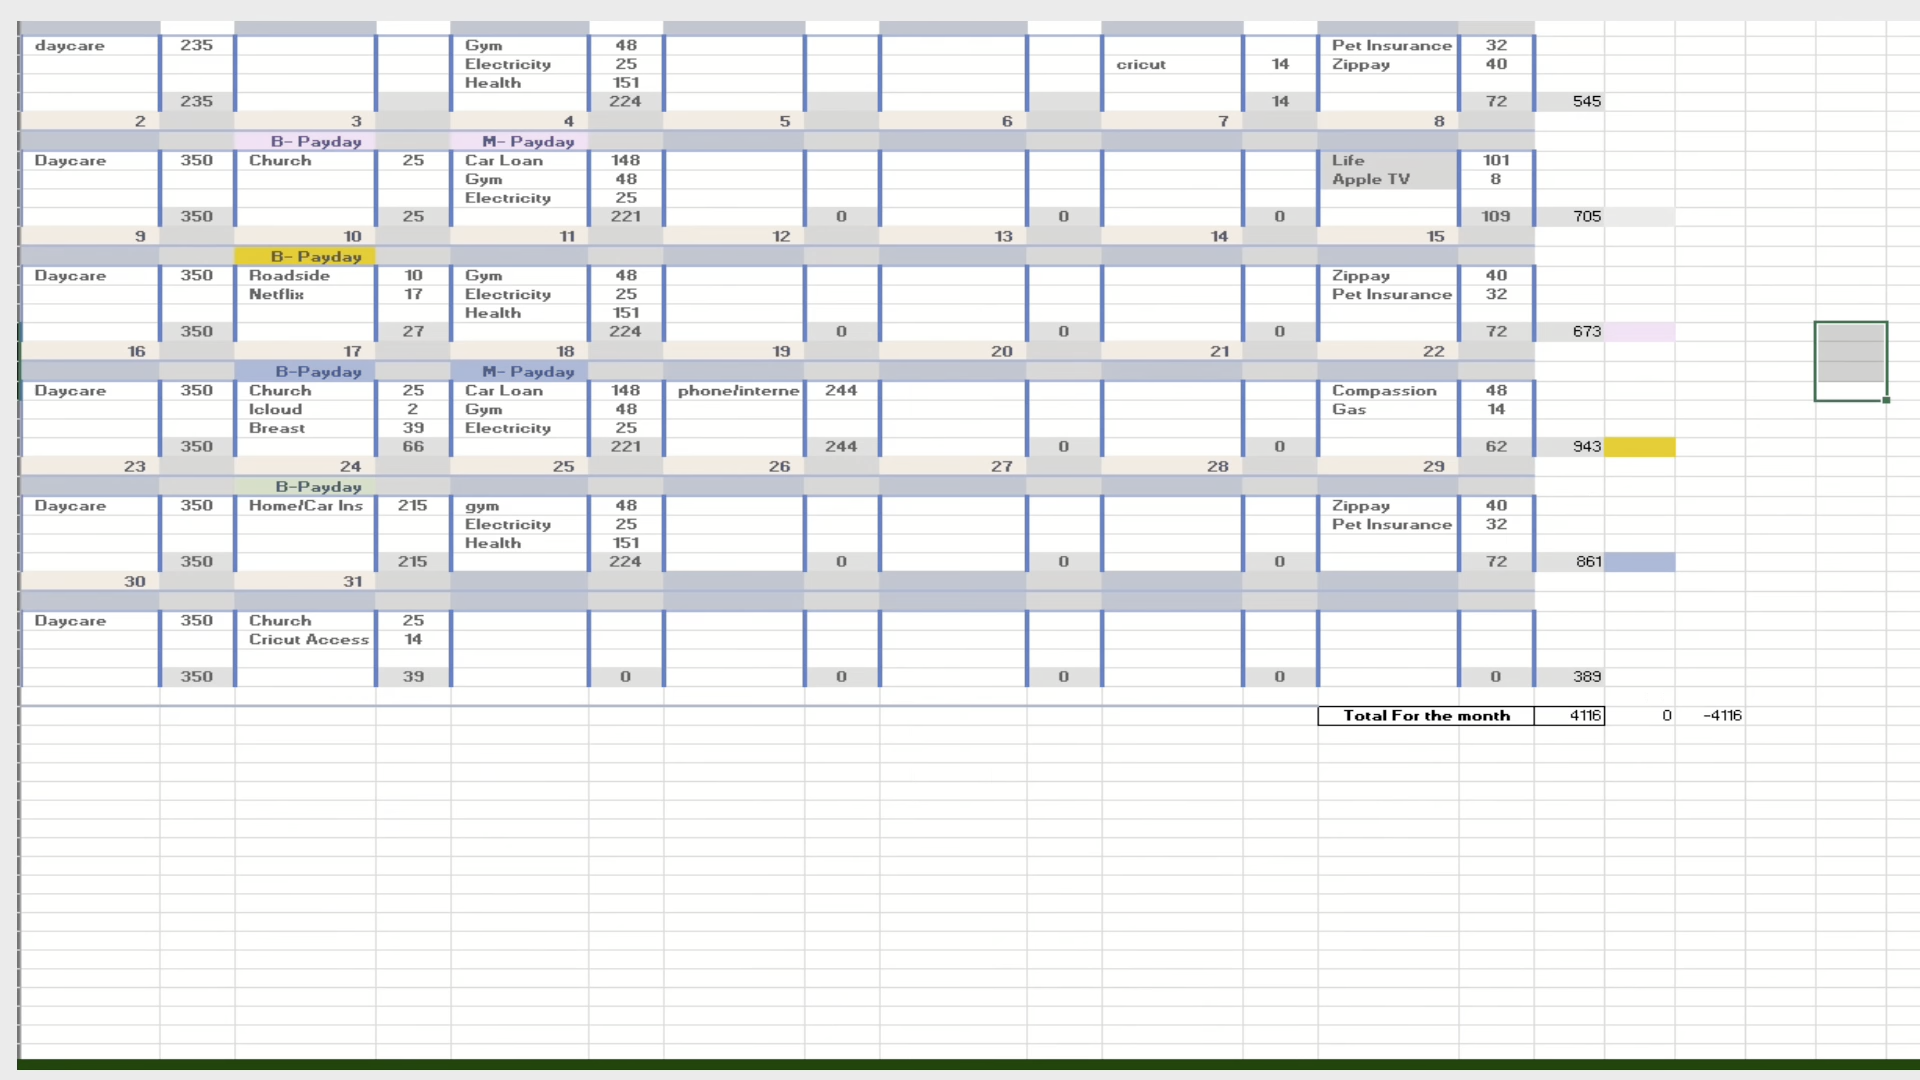 daycare 235 Gym 48 Pet Insurance 32
Electricity 25 cricut 14 Zippay 40
Health 151
235 224 14 72 545
2 3 4 5 6 7 8
B- Payday M- Payday
Daycare 350 Church 25 Car Loan 148 Life 101
Gym 48 Apple TV 8
Electricity 25
350 25 221 0 0 0 109 705
9 10 11 12 13 14 15
B- Payday
Daycare 350 Roadside 10 Gym 48 Zippay 40
Netflix 17 Electricity 25 Pet Insurance 32
Health 151
350 27 224 0 0 0 72 673
16 17 18 19 20 21 22
B-Payday M- Payday
Daycare 350 Church 25 Car Loan 148 phone/interne 244 Compassion 48
Icloud 2 Gym 48 Gas 14
Breast 39 Electricity 25
350 66 221 244 0 0 62 943
23 24 25 26 27 28 29
B-Payday
Daycare 350 Home/Car Ins 215 gym 48 Zippay 40
Electricity 25 Pet Insurance 32
Health 151
350 215 224 0 0 0 72 861
30 31
Daycare 350 Church 25
Cricut Access 14
350 39 0 0 0 0 0 389
Total For the month 4116 0 -4116